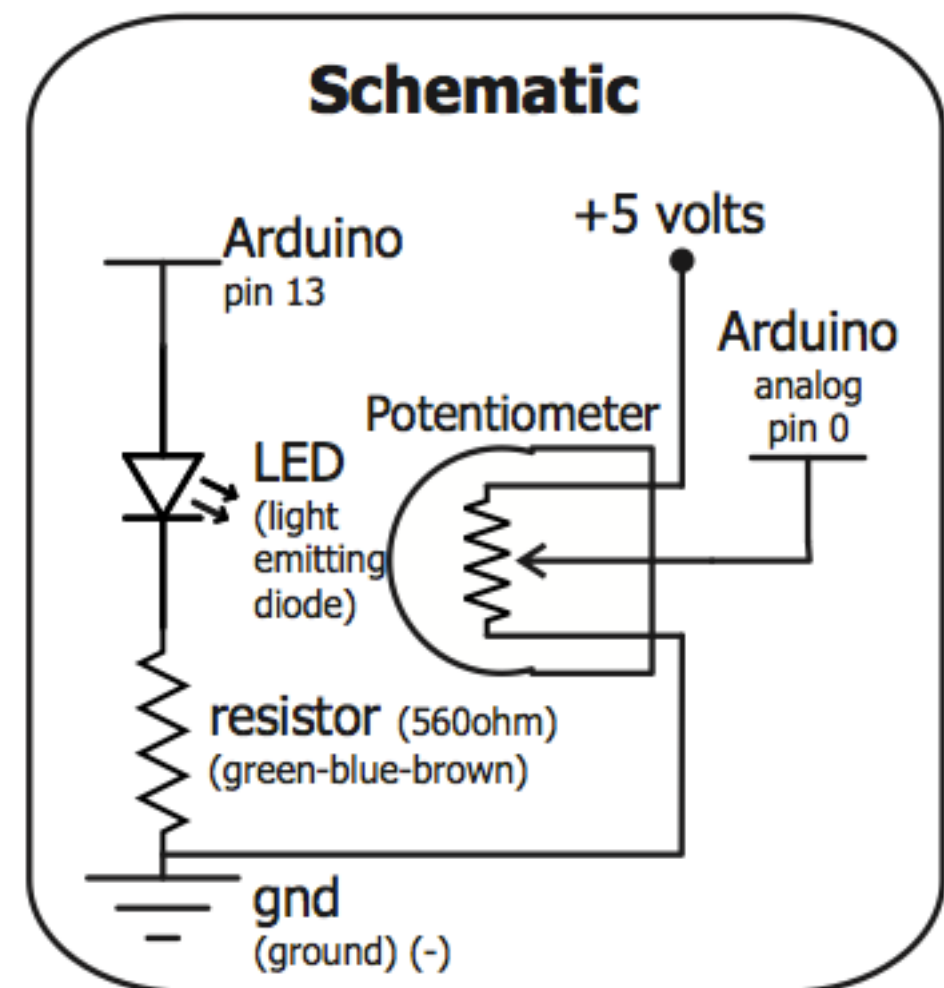 Schematic
Arduino
pin 13
+5 volts
Arduino
analog
pin 0
Potentiometer
LED
(light
emitting
diode)
resistor (560ohm)
(green-blue-brown)
gnd
(ground) (-)